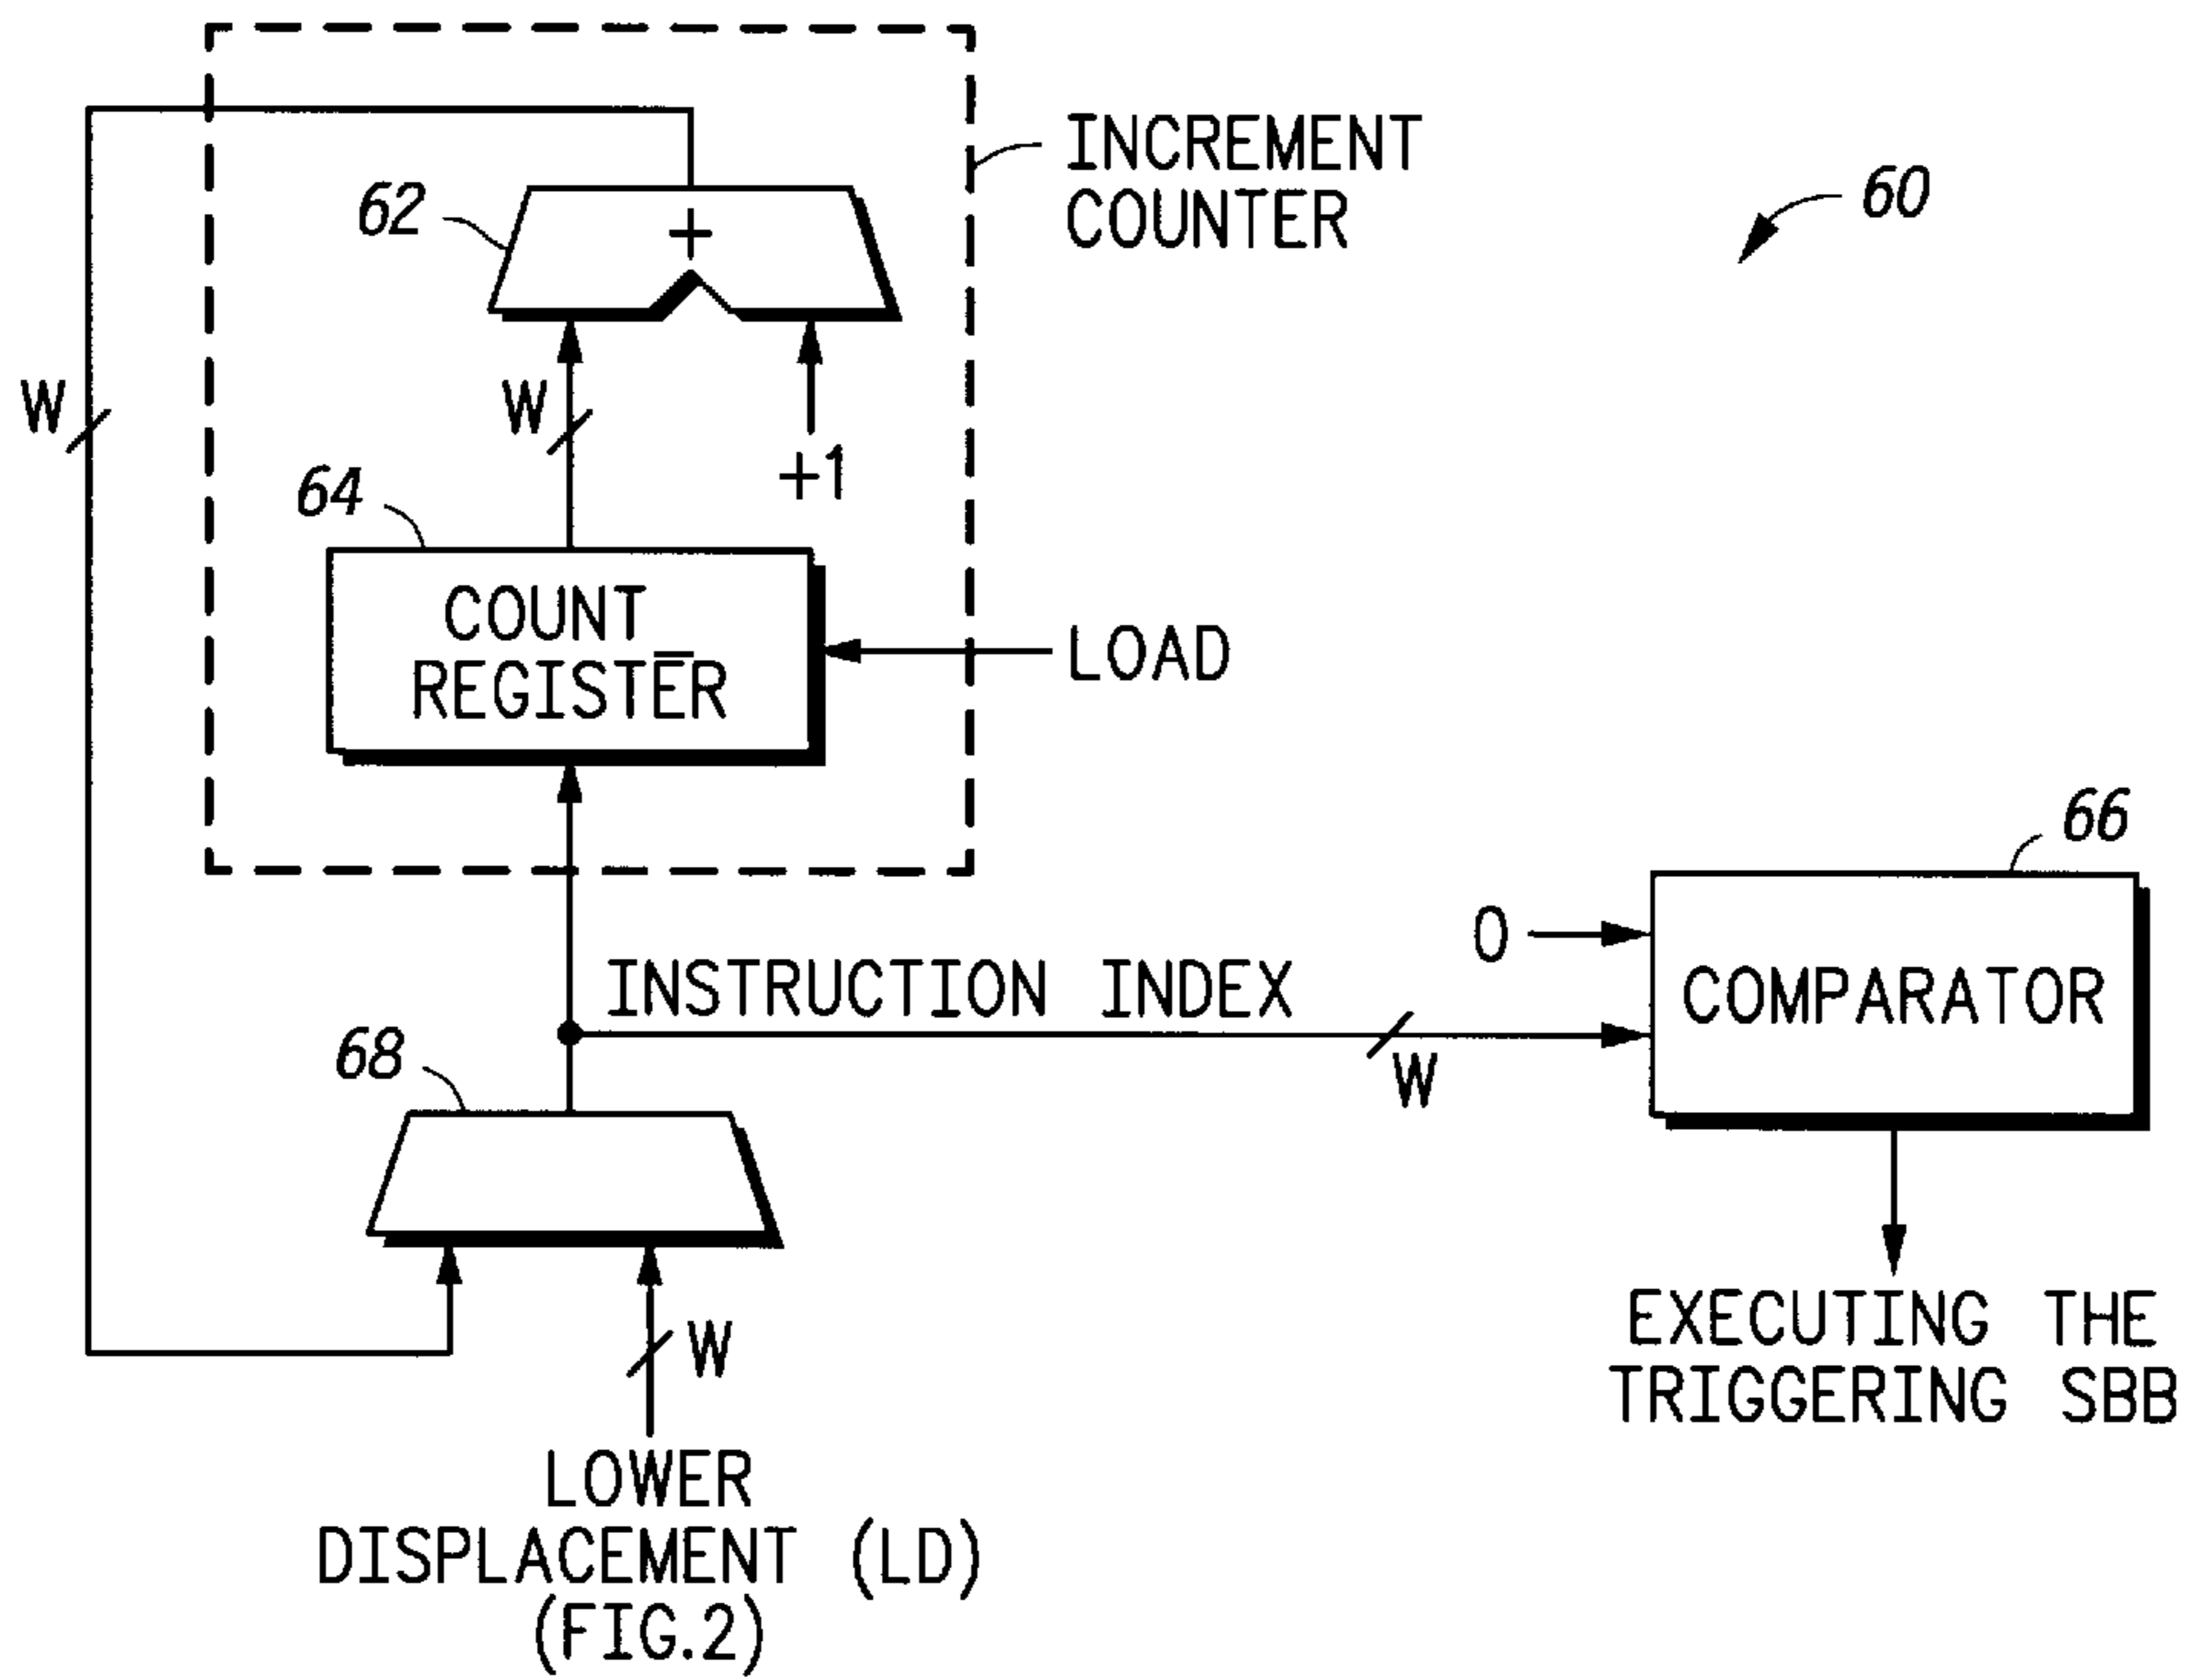 INCREMENT
COUNTER
60
62
+
W
W
+1
64
COUNT
REGISTER
LOAD
66
0
COMPARATOR
INSTRUCTION INDEX
W
68
EXECUTING THE
TRIGGERING SBB
W
LOWER
DISPLACEMENT (LD)
(FIG.2)